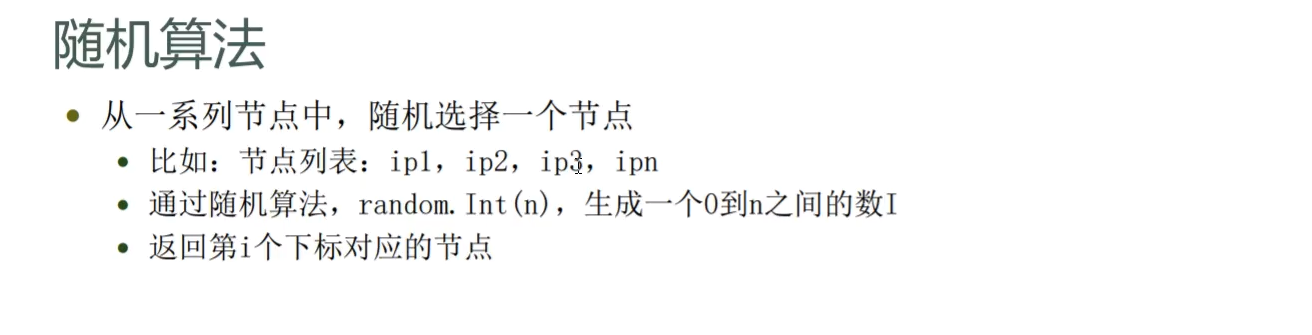 随机算法
从一系列节点中，随机选择一个节点
比如：节点列表：ip1，ip2，ip3，ipn
通过随机算法，random.Int(n)，生成一个0到n之间的数I
返回第i个下标对应的节点